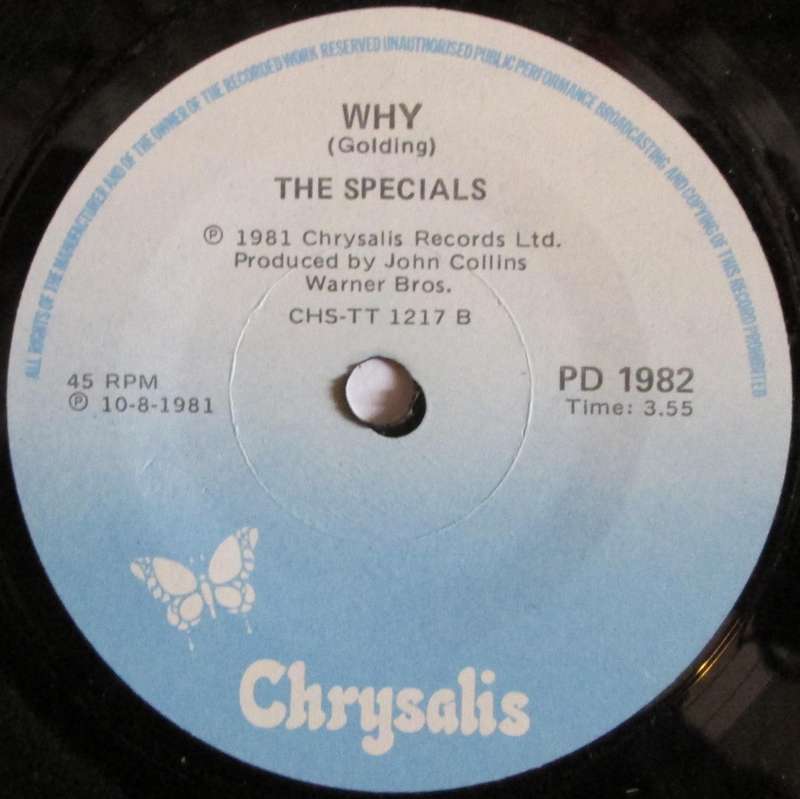 ALL RIGHTS OF THE MANUFACTURER AND OF THE OWNER OF THE RECORDED WORK RESERVED UNAUTHORISED PUBLIC PERFORMANCE BROADCASTING AND COPYING OF THIS RECORD PROHIBITED
WHY
(Golding)
THE SPECIALS
℗ 1981 Chrysalis Records Ltd.
Produced by John Collins
Warner Bros.
CHS-TT 1217 B
45 RPM
℗ 10-8-1981
PD 1982
Time: 3.55
Chrysalis